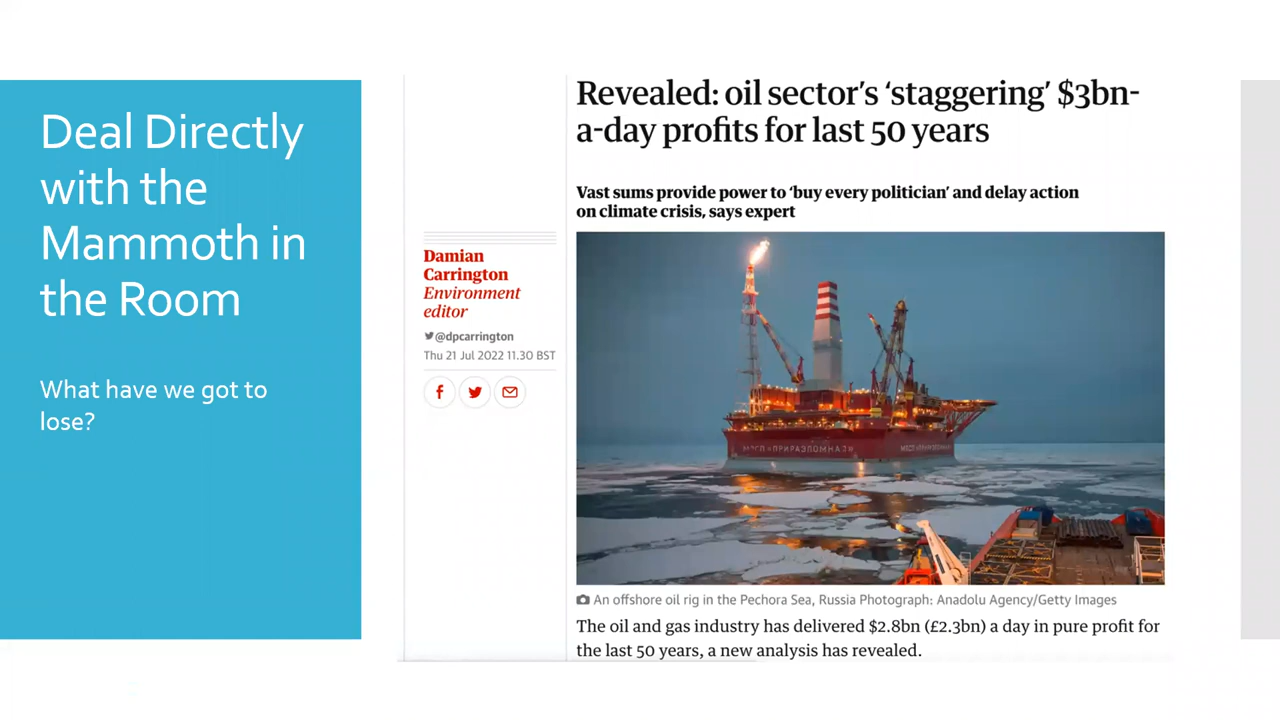 Deal Directly
with the
Mammoth in
the Room
What have we got to
lose?
Revealed: oil sector’s ‘staggering’ $3bn-
a-day profits for last 50 years
Vast sums provide power to ‘buy every politician’ and delay action
on climate crisis, says expert
Damian
Carrington
Environment
editor
@dpcarrington
Thu 21 Jul 2022 11.30 BST
МЛСП «ПРИРАЗЛОМНАЯ»
An offshore oil rig in the Pechora Sea, Russia Photograph: Anadolu Agency/Getty Images
The oil and gas industry has delivered $2.8bn (£2.3bn) a day in pure profit for
the last 50 years, a new analysis has revealed.